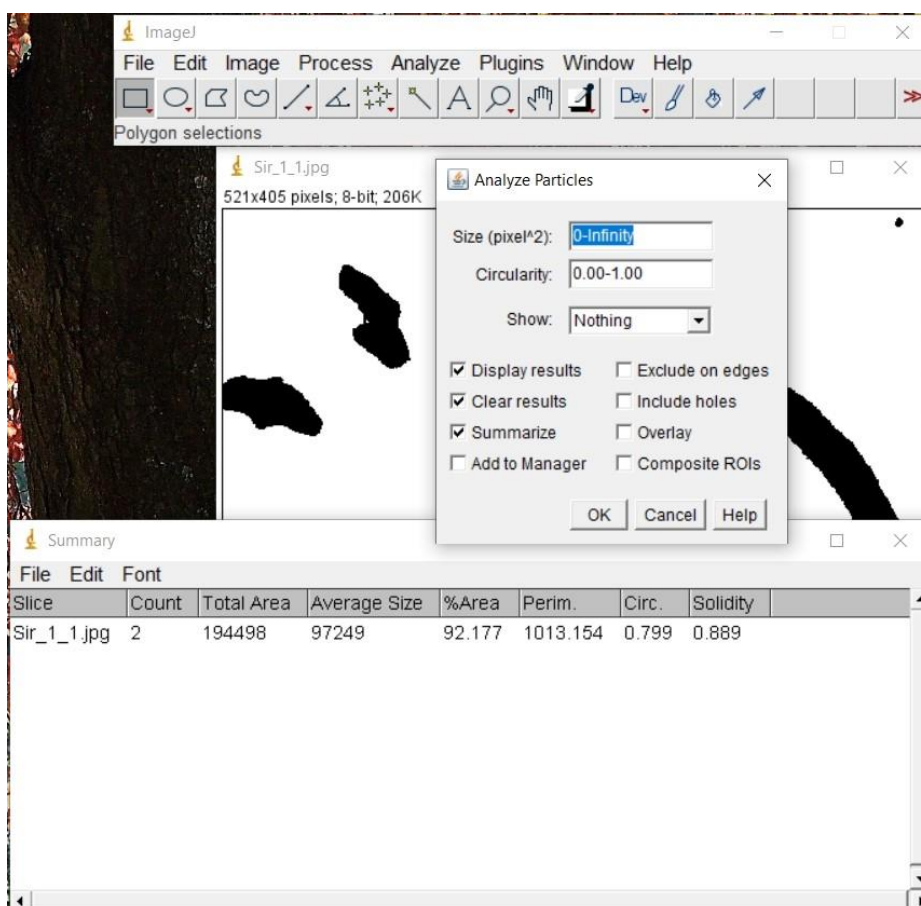 ImageJ
File Edit Image Process Analyze Plugins Window Help
Dev
Polygon selections
Sir_1_1.jpg
521x405 pixels; 8-bit; 206K
Analyze Particles
Size (pixel^2): 0-Infinity
Circularity: 0.00-1.00
Show: Nothing
Display results Exclude on edges
Clear results Include holes
Summarize Overlay
Add to Manager Composite ROIs
OK Cancel Help
Summary
File Edit Font
Slice Count Total Area Average Size %Area Perim. Circ. Solidity
Sir_1_1.jpg 2 194498 97249 92.177 1013.154 0.799 0.889